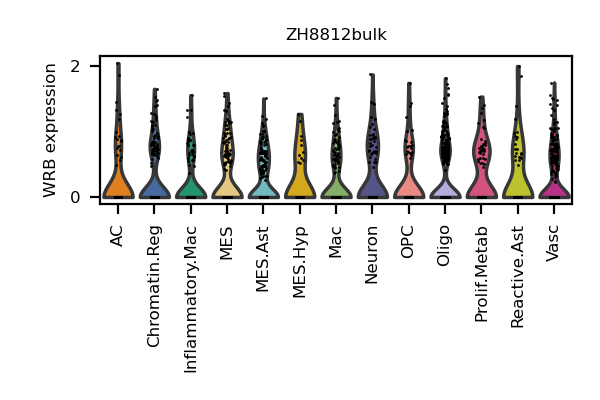 ZH8812bulk
WRB expression
2
0
AC
Chromatin.Reg
Inflammatory.Mac
MES
MES.Ast
MES.Hyp
Mac
Neuron
OPC
Oligo
Prolif.Metab
Reactive.Ast
Vasc